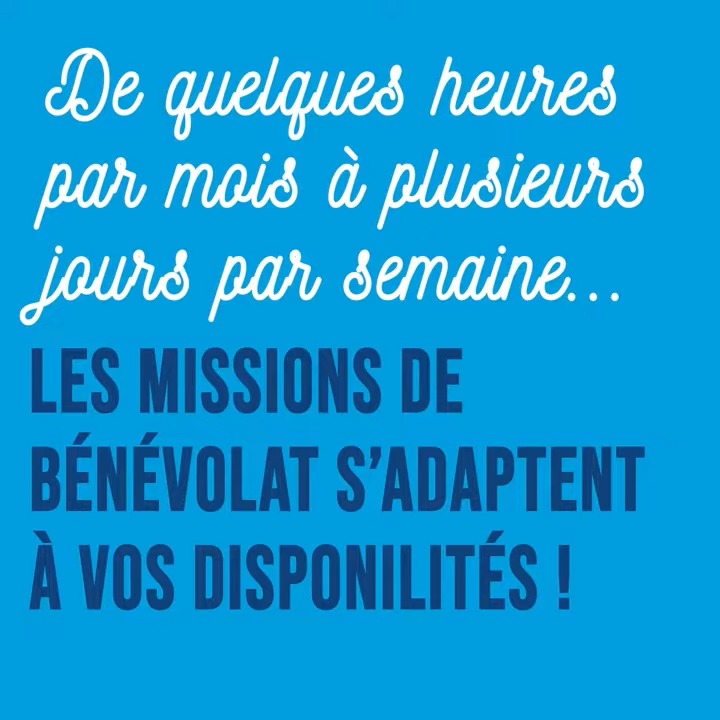 De quelques heures
par mois à plusieurs
jours par semaine...
LES MISSIONS DE
BÉNÉVOLAT S'ADAPTENT
À VOS DISPONILITÉS !